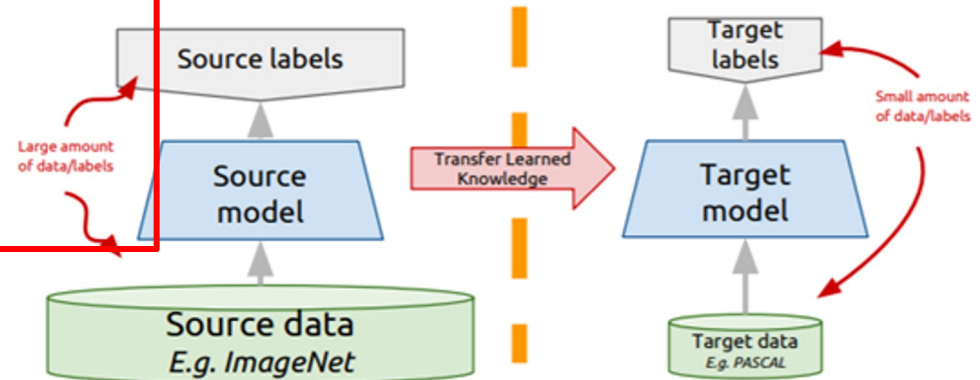 Source labels
Large amount
of data/labels
Source
model
Source data
E.g. ImageNet
Transfer Learned
Knowledge
Target
labels
Small amount
of data/labels
Target
model
Target data
E.g. PASCAL